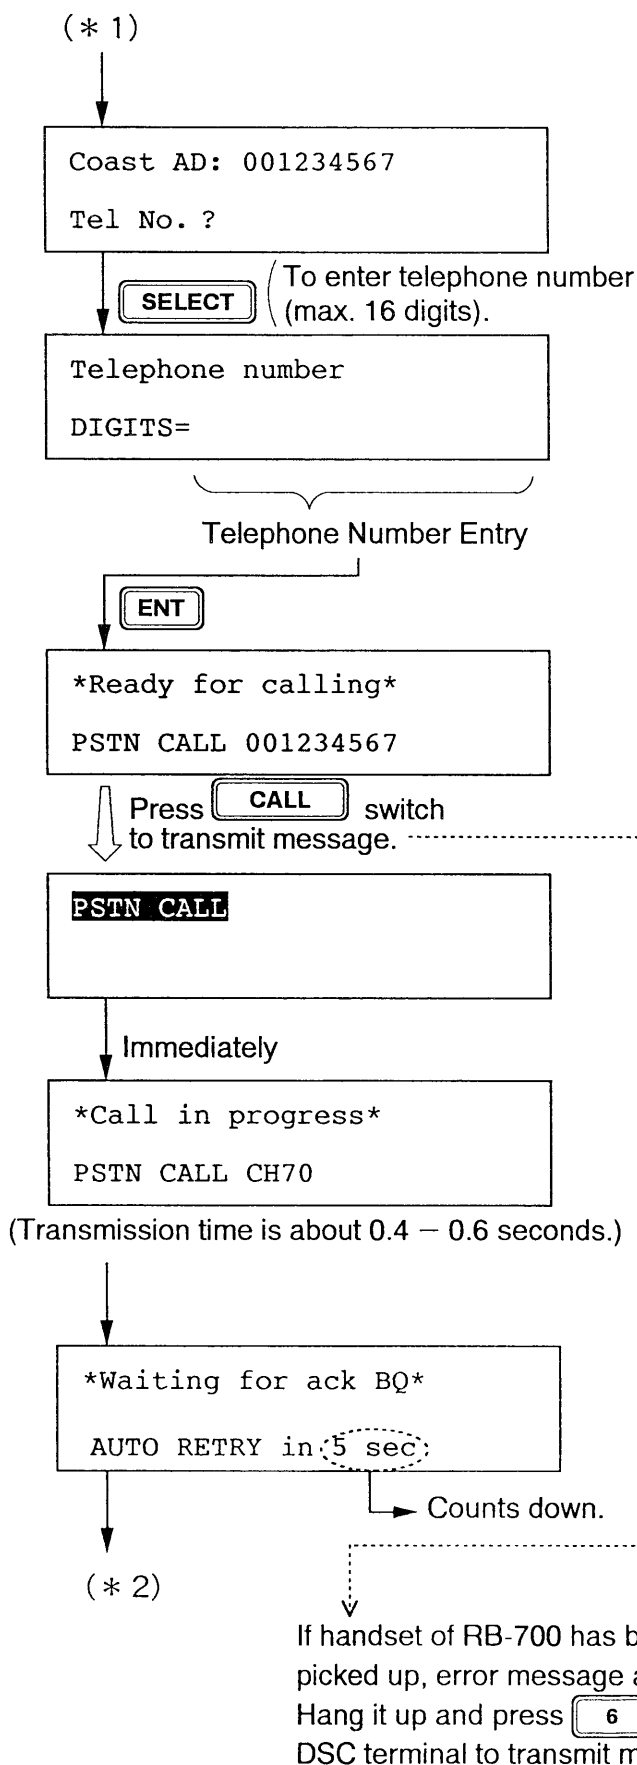 (* 1)
Coast AD: 001234567
Tel No. ?
SELECT
To enter telephone number
(max. 16 digits).
Telephone number
DIGITS=
Telephone Number Entry
ENT
*Ready for calling*
PSTN CALL 001234567
Press CALL switch
to transmit message.
PSTN CALL
Immediately
*Call in progress*
PSTN CALL CH70
(Transmission time is about 0.4 – 0.6 seconds.)
*Waiting for ack BQ*
AUTO RETRY in 5 sec
Counts down.
(* 2)
If handset of RB-700 has b
picked up, error message a
Hang it up and press 6
DSC terminal to transmit m